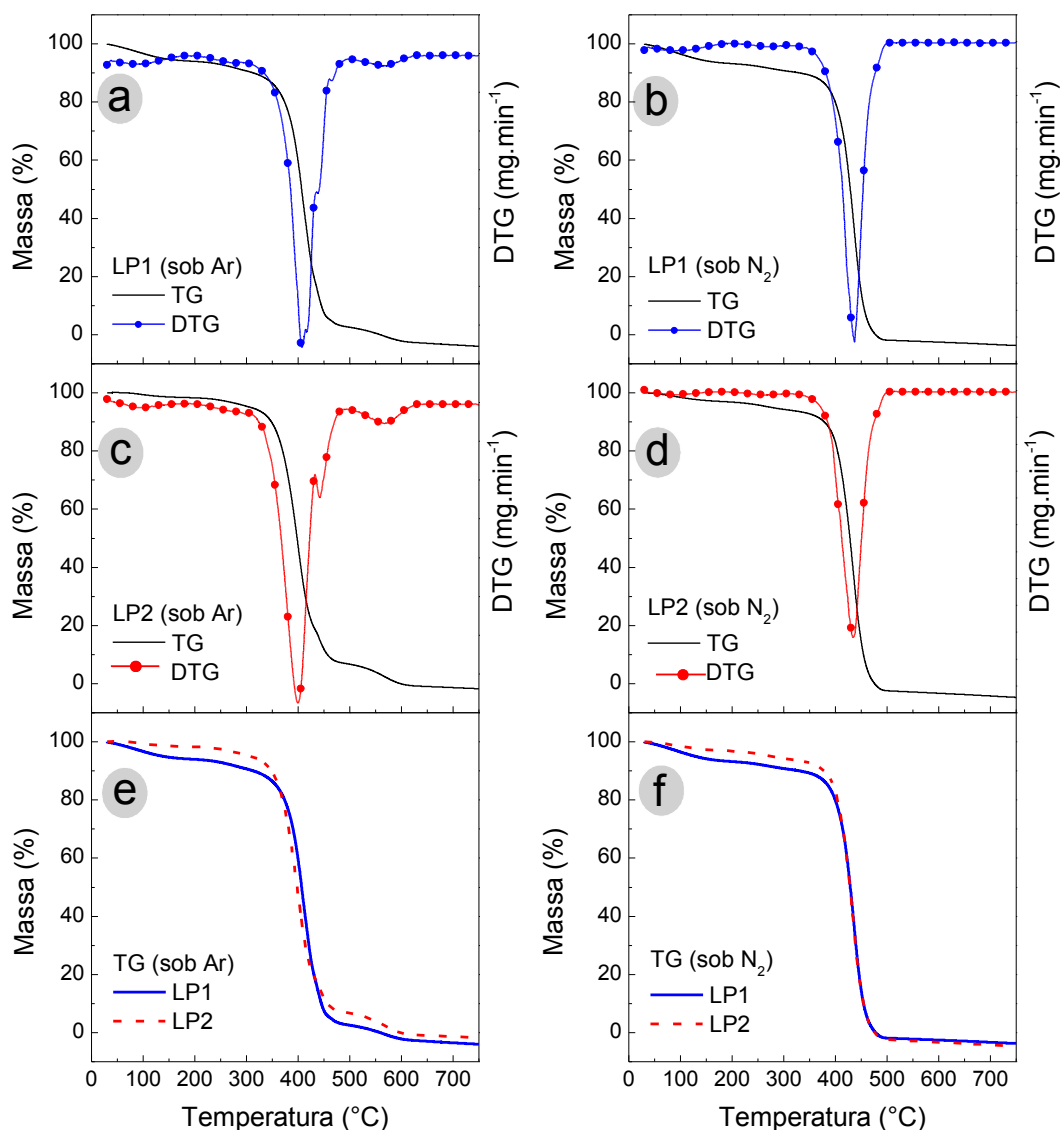 100
80
60
40
20
0
Massa (%)
a
LP1 (sob Ar)
TG
DTG
DTG (mg.min⁻¹)
100
80
60
40
20
0
Massa (%)
b
LP1 (sob N₂)
TG
DTG
DTG (mg.min⁻¹)
100
80
60
40
20
0
Massa (%)
c
LP2 (sob Ar)
TG
DTG
DTG (mg.min⁻¹)
100
80
60
40
20
0
Massa (%)
d
LP2 (sob N₂)
TG
DTG
DTG (mg.min⁻¹)
100
80
60
40
20
0
Massa (%)
e
TG (sob Ar)
LP1
LP2
0 100 200 300 400 500 600 700
Temperatura (°C)
100
80
60
40
20
0
Massa (%)
f
TG (sob N₂)
LP1
LP2
0 100 200 300 400 500 600 700
Temperatura (°C)